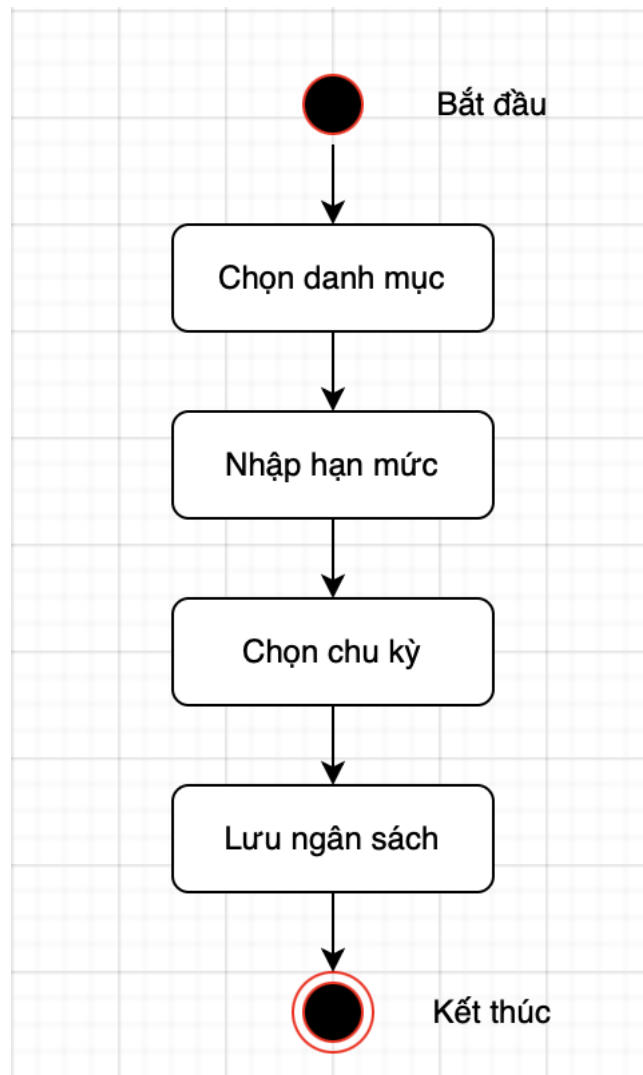 Bắt đầu
Chọn danh mục
Nhập hạn mức
Chọn chu kỳ
Lưu ngân sách
Kết thúc